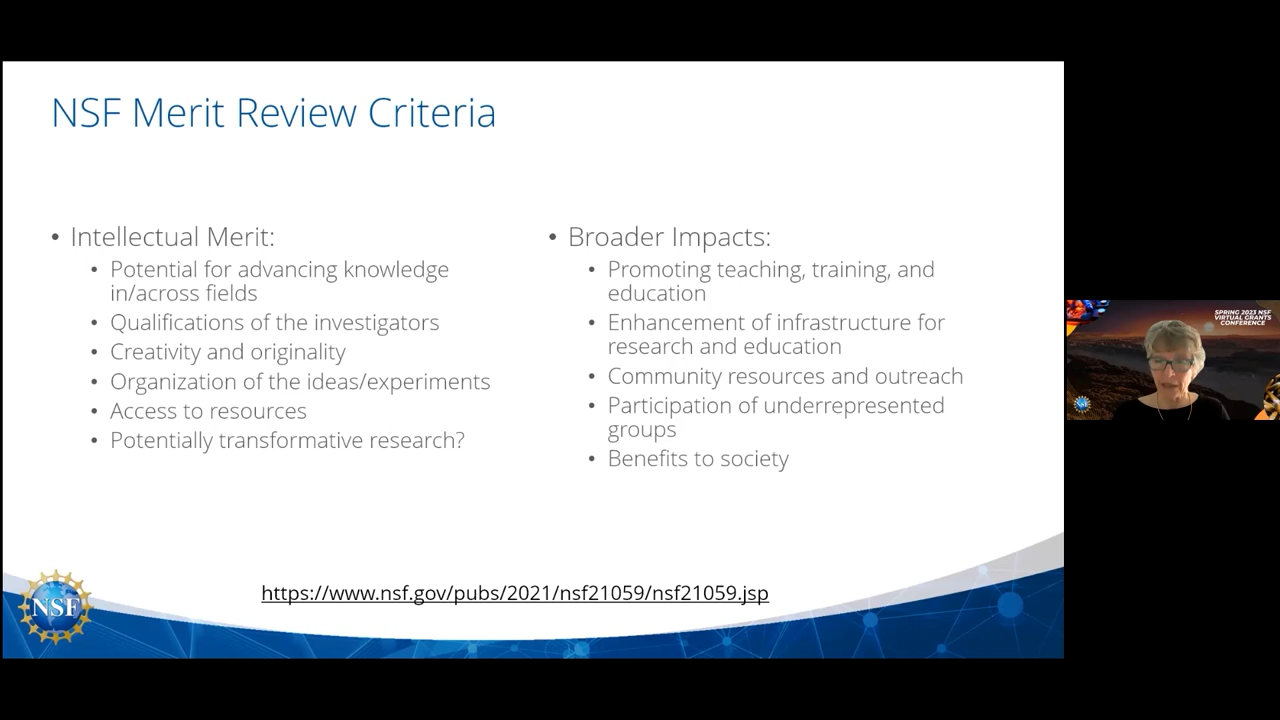 NSF Merit Review Criteria
• Intellectual Merit:
• Potential for advancing knowledge
in/across fields
• Qualifications of the investigators
• Creativity and originality
• Organization of the ideas/experiments
• Access to resources
• Potentially transformative research?
• Broader Impacts:
• Promoting teaching, training, and
education
• Enhancement of infrastructure for
research and education
• Community resources and outreach
• Participation of underrepresented
groups
• Benefits to society
https://www.nsf.gov/pubs/2021/nsf21059/nsf21059.jsp
NSF
SPRING 2023 NSF
VIRTUAL GRANTS
CONFERENCE